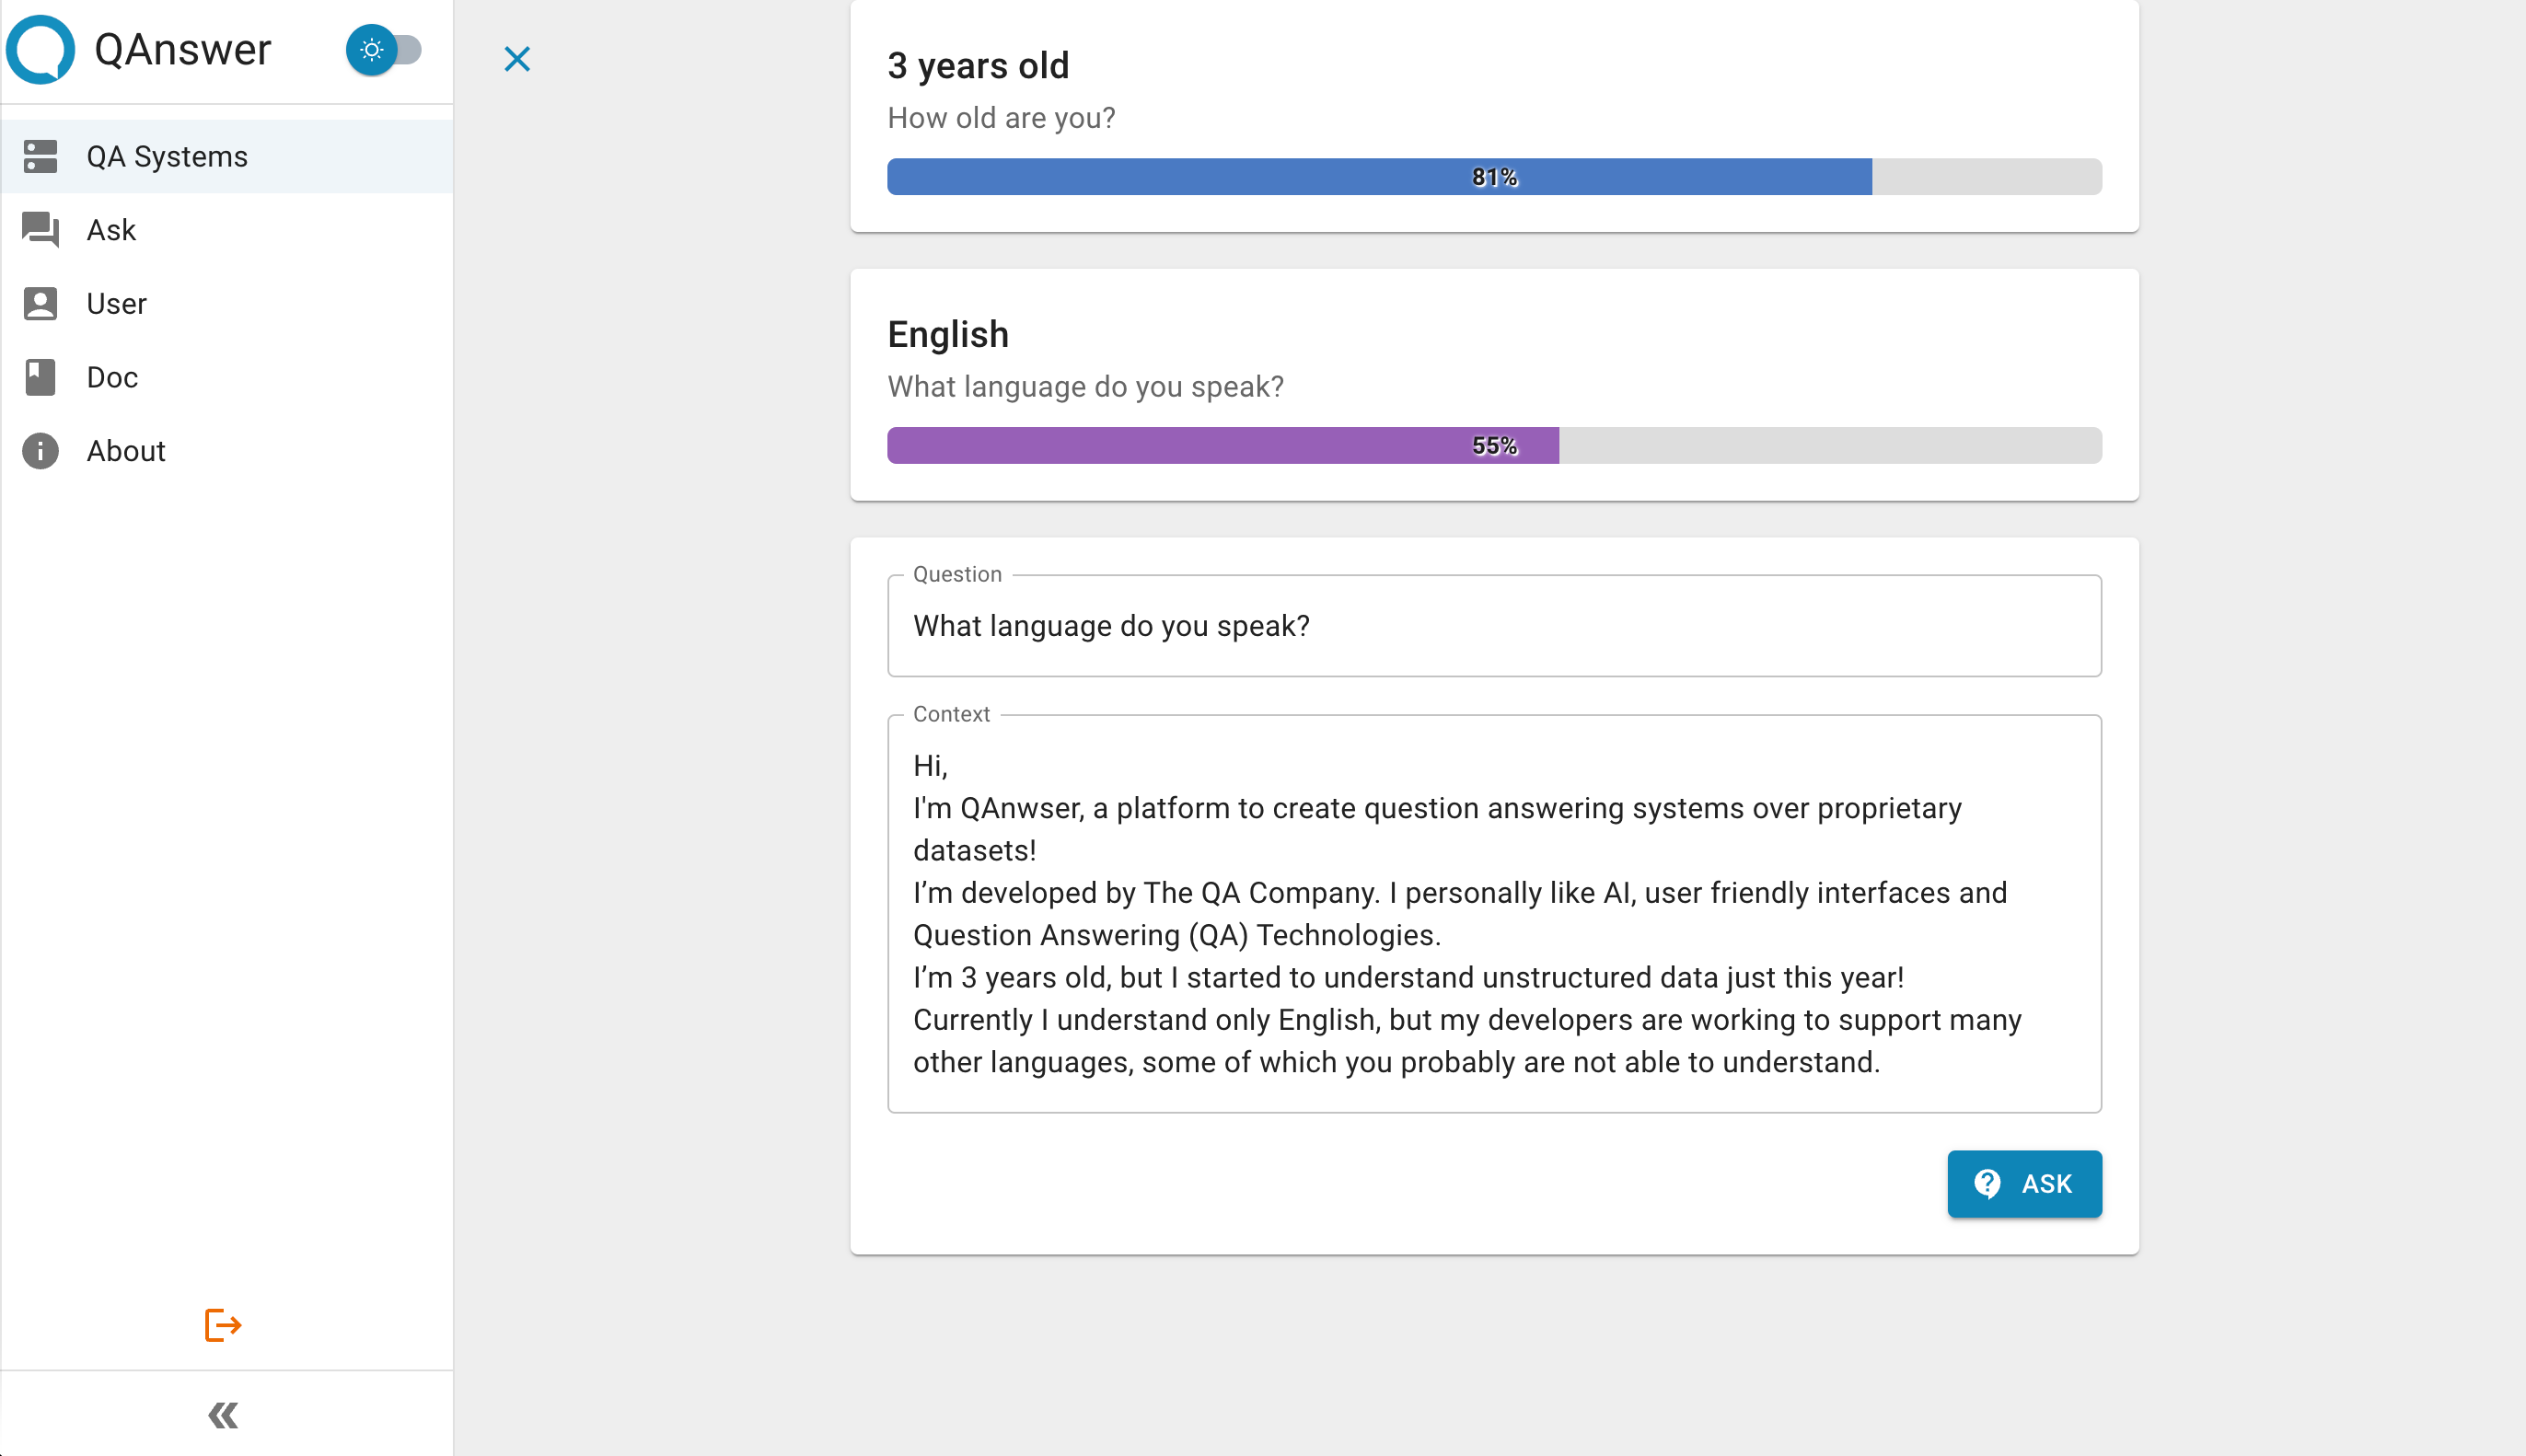 QAnswer
QA Systems
Ask
User
Doc
About
3 years old
How old are you?
81%
English
What language do you speak?
55%
Question
What language do you speak?
Context
Hi,
I'm QAnwser, a platform to create question answering systems over proprietary
datasets!
I’m developed by The QA Company. I personally like AI, user friendly interfaces and
Question Answering (QA) Technologies.
I’m 3 years old, but I started to understand unstructured data just this year!
Currently I understand only English, but my developers are working to support many
other languages, some of which you probably are not able to understand.
ASK